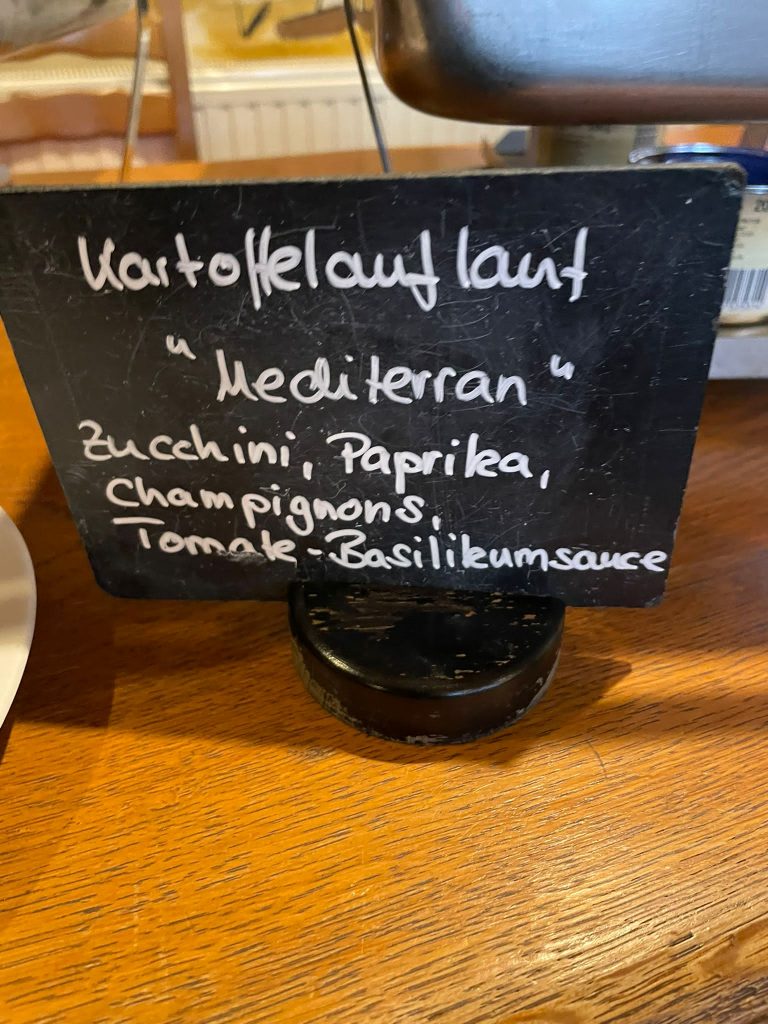 Kartoffelauflauf
"Mediterran"
Zucchini, Paprika,
Champignons,
Tomate-Basilikumsauce